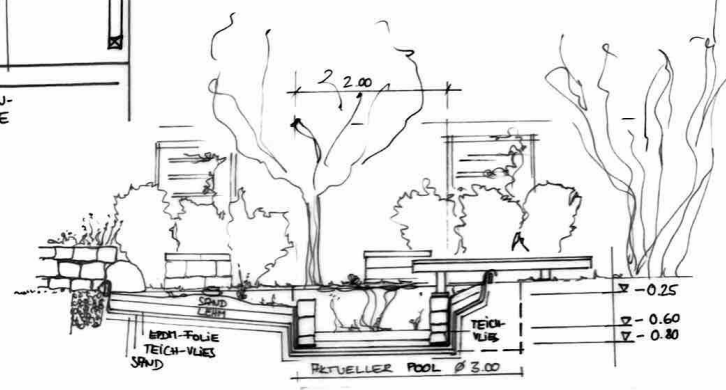 E
2.00
SAND
LEHM
-0.25
-0.60
-0.80
EPDM-FOLIE
TEICH-VLIES
SAND
TEICH-
VLIES
AKTUELLER POOL Ø 3.00